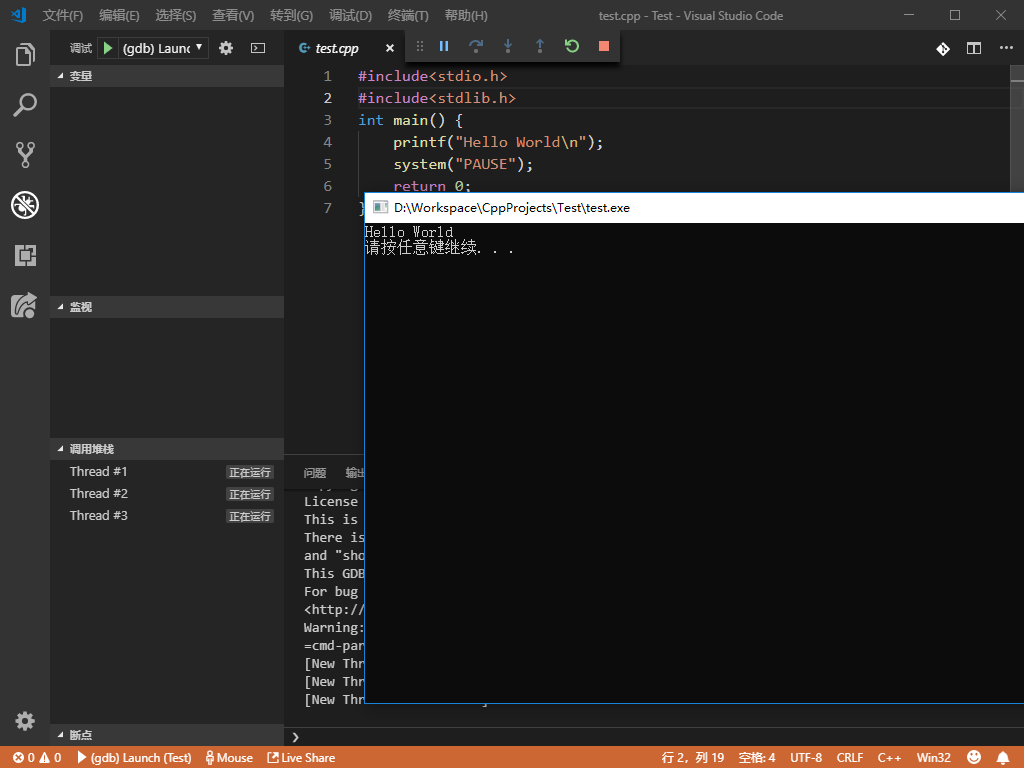 文件(F) 编辑(E) 选择(S) 查看(V) 转到(G) 调试(D) 终端(T) 帮助(H) test.cpp - Test - Visual Studio Code
调试 (gdb) Launc
test.cpp
变量
监视
调用堆栈
Thread #1 正在运行
Thread #2 正在运行
Thread #3 正在运行
断点
1 #include<stdio.h>
2 #include<stdlib.h>
3 int main() {
4 printf("Hello World\n");
5 system("PAUSE");
6 return 0;
7 }
D:\Workspace\CppProjects\Test\test.exe
Hello World
请按任意键继续. . .
问题 输出
License
This is
There is
and "sho
This GDB
For bug
<http://
Warning:
=cmd-par
[New Thr
[New Thr
[New Thr
0 0 (gdb) Launch (Test) Mouse Live Share 行 2，列 19 空格: 4 UTF-8 CRLF C++ Win32